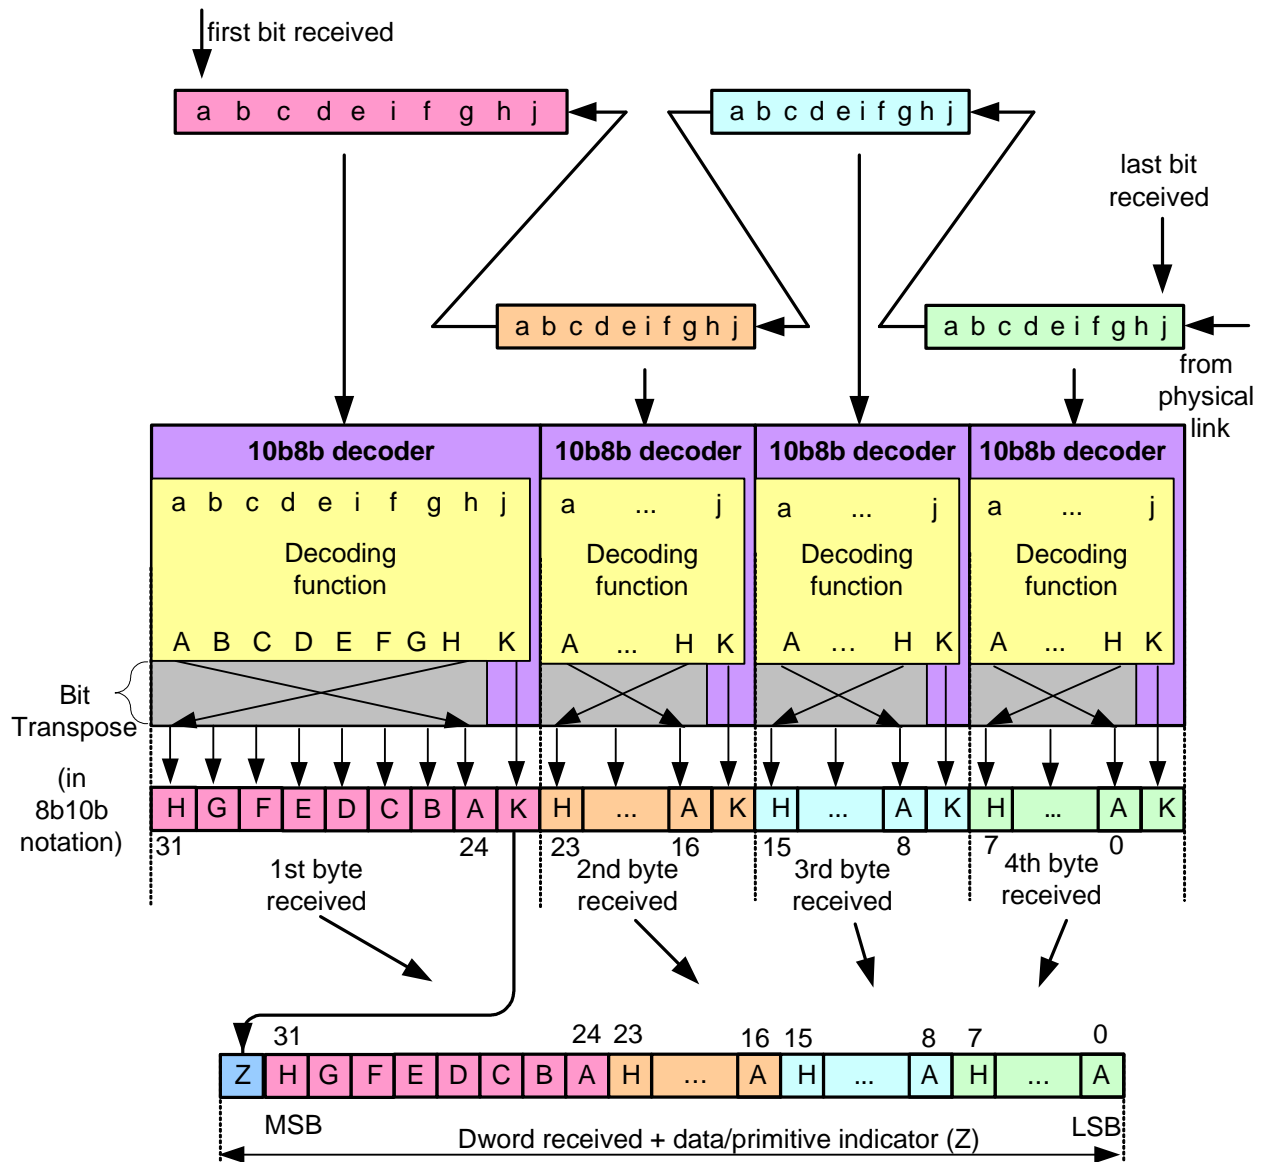 first bit received
a b c d e i f g h j
a b c d e i f g h j
last bit
received
a b c d e i f g h j
a b c d e i f g h j
from
physical
link
10b8b decoder
10b8b decoder
10b8b decoder
10b8b decoder
a b c d e i f g h j
a ... j
a ... j
a ... j
Decoding
function
Decoding
function
Decoding
function
Decoding
function
A B C D E F G H K
A ... H K
A ... H K
A ... H K
Bit
Transpose
(in
8b10b
notation)
H G F E D C B A K
H ... A K
H ... A K
H ... A K
31 24
23 16
15 8
7 0
1st byte
received
2nd byte
received
3rd byte
received
4th byte
received
31 24 23 16 15 8 7 0
Z H G F E D C B A H ... A H ... A H ... A
MSB LSB
Dword received + data/primitive indicator (Z)